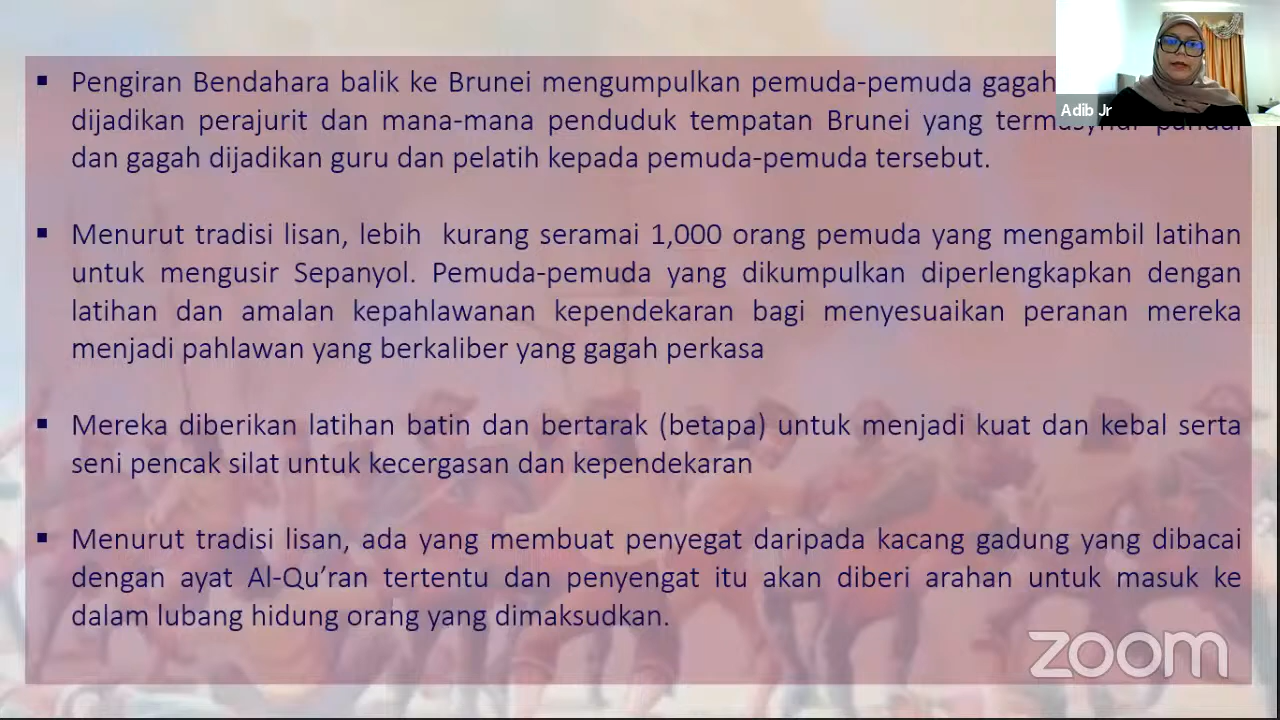 ▪ Pengiran Bendahara balik ke Brunei mengumpulkan pemuda-pemuda gagah
dijadikan perajurit dan mana-mana penduduk tempatan Brunei yang
dan gagah dijadikan guru dan pelatih kepada pemuda-pemuda tersebut.
▪ Menurut tradisi lisan, lebih kurang seramai 1,000 orang pemuda yang mengambil latihan
untuk mengusir Sepanyol. Pemuda-pemuda yang dikumpulkan diperlengkapkan dengan
latihan dan amalan kepahlawanan kependekaran bagi menyesuaikan peranan mereka
menjadi pahlawan yang berkaliber yang gagah perkasa
▪ Mereka diberikan latihan batin dan bertarak (betapa) untuk menjadi kuat dan kebal serta
seni pencak silat untuk kecergasan dan kependekaran
▪ Menurut tradisi lisan, ada yang membuat penyegat daripada kacang gadung yang dibacai
dengan ayat Al-Qu’ran tertentu dan penyengat itu akan diberi arahan untuk masuk ke
dalam lubang hidung orang yang dimaksudkan.
Adib Jr
zoom